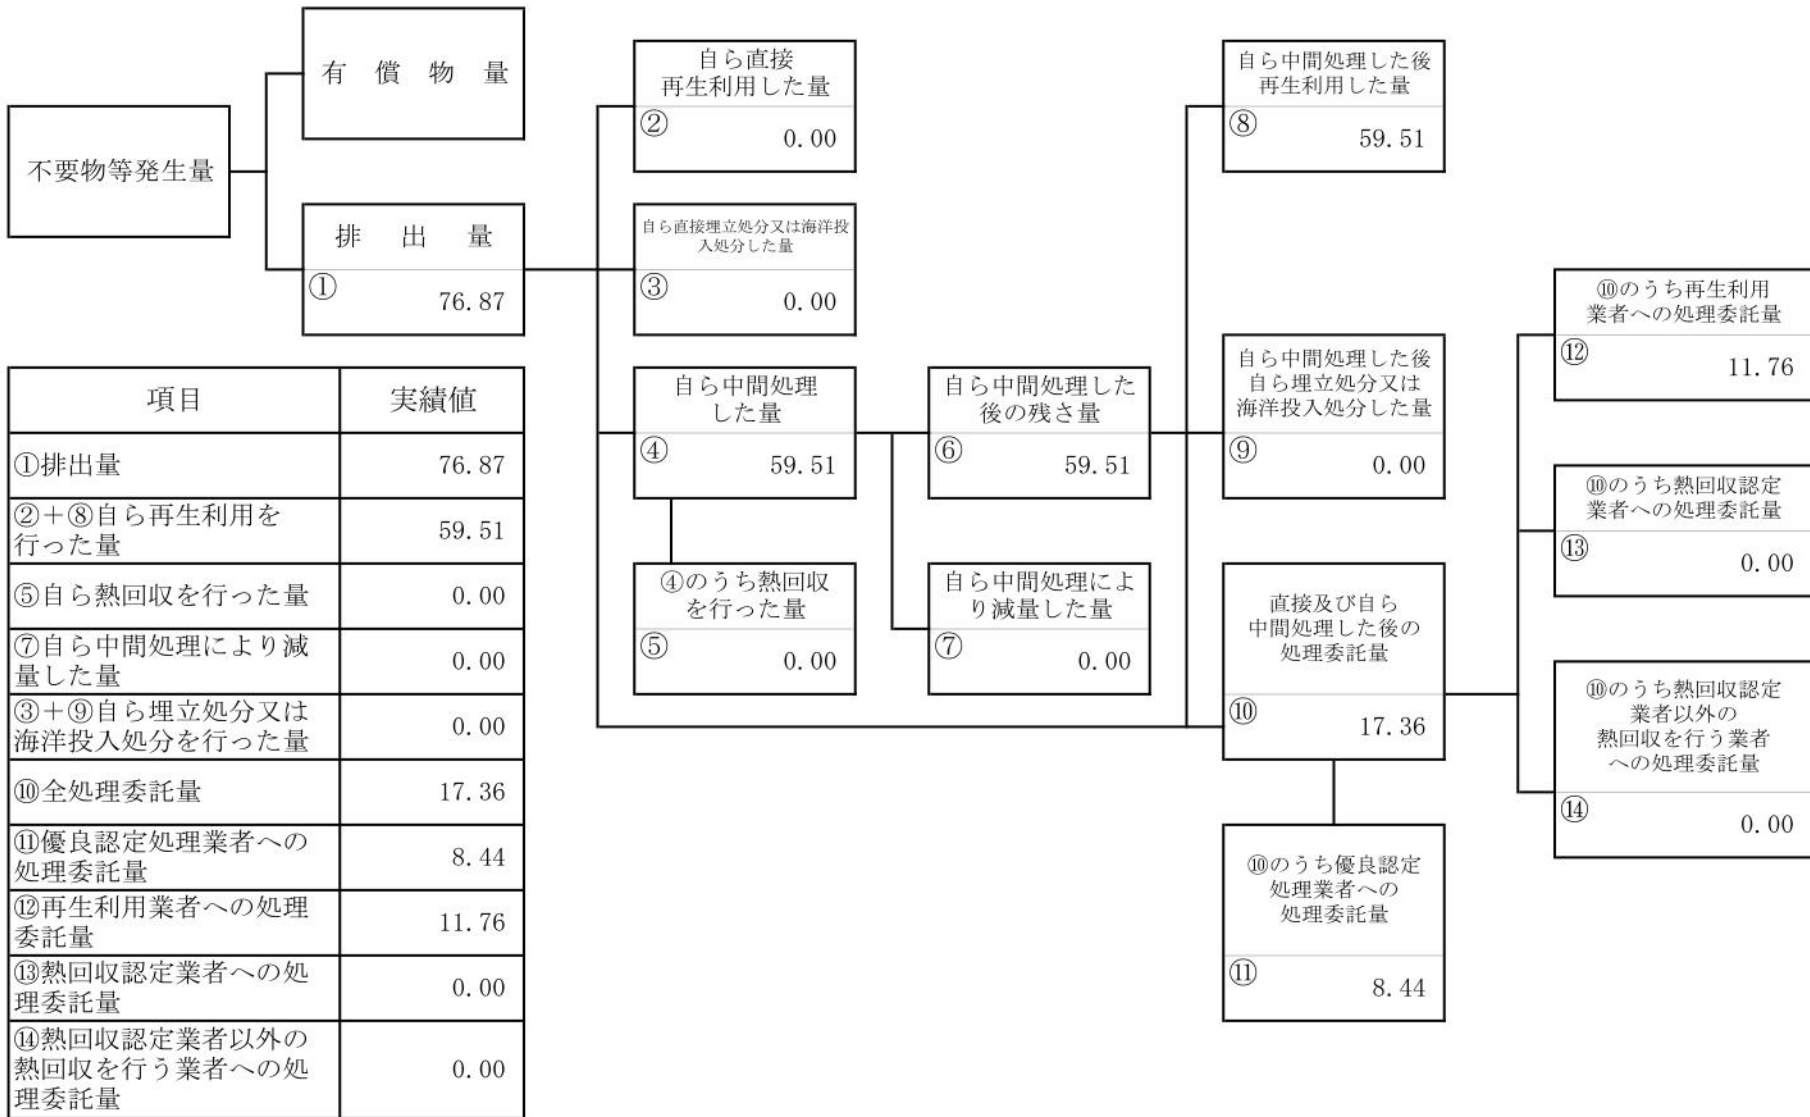 不要物等発生量
有償物量
排出量
①
76.87
自ら直接
再生利用した量
②
0.00
自ら直接埋立処分又は海洋投
入処分した量
③
0.00
自ら中間処理
した量
④
59.51
④のうち熱回収
を行った量
⑤
0.00
自ら中間処理した
後の残さ量
⑥
59.51
自ら中間処理によ
り減量した量
⑦
0.00
自ら中間処理した後
再生利用した量
⑧
59.51
自ら中間処理した後
自ら埋立処分又は
海洋投入処分した量
⑨
0.00
直接及び自ら
中間処理した後の
処理委託量
⑩
17.36
⑩のうち優良認定
処理業者への
処理委託量
⑪
8.44
⑩のうち再生利用
業者への処理委託量
⑫
11.76
⑩のうち熱回収認定
業者への処理委託量
⑬
0.00
⑩のうち熱回収認定
業者以外の
熱回収を行う業者
への処理委託量
⑭
0.00
項目 実績値
①排出量 76.87
②+⑧自ら再生利用を
行った量 59.51
⑤自ら熱回収を行った量 0.00
⑦自ら中間処理により減
量した量 0.00
③+⑨自ら埋立処分又は
海洋投入処分を行った量 0.00
⑩全処理委託量 17.36
⑪優良認定処理業者への
処理委託量 8.44
⑫再生利用業者への処理
委託量 11.76
⑬熱回収認定業者への処
理委託量 0.00
⑭熱回収認定業者以外の
熱回収を行う業者への処
理委託量 0.00